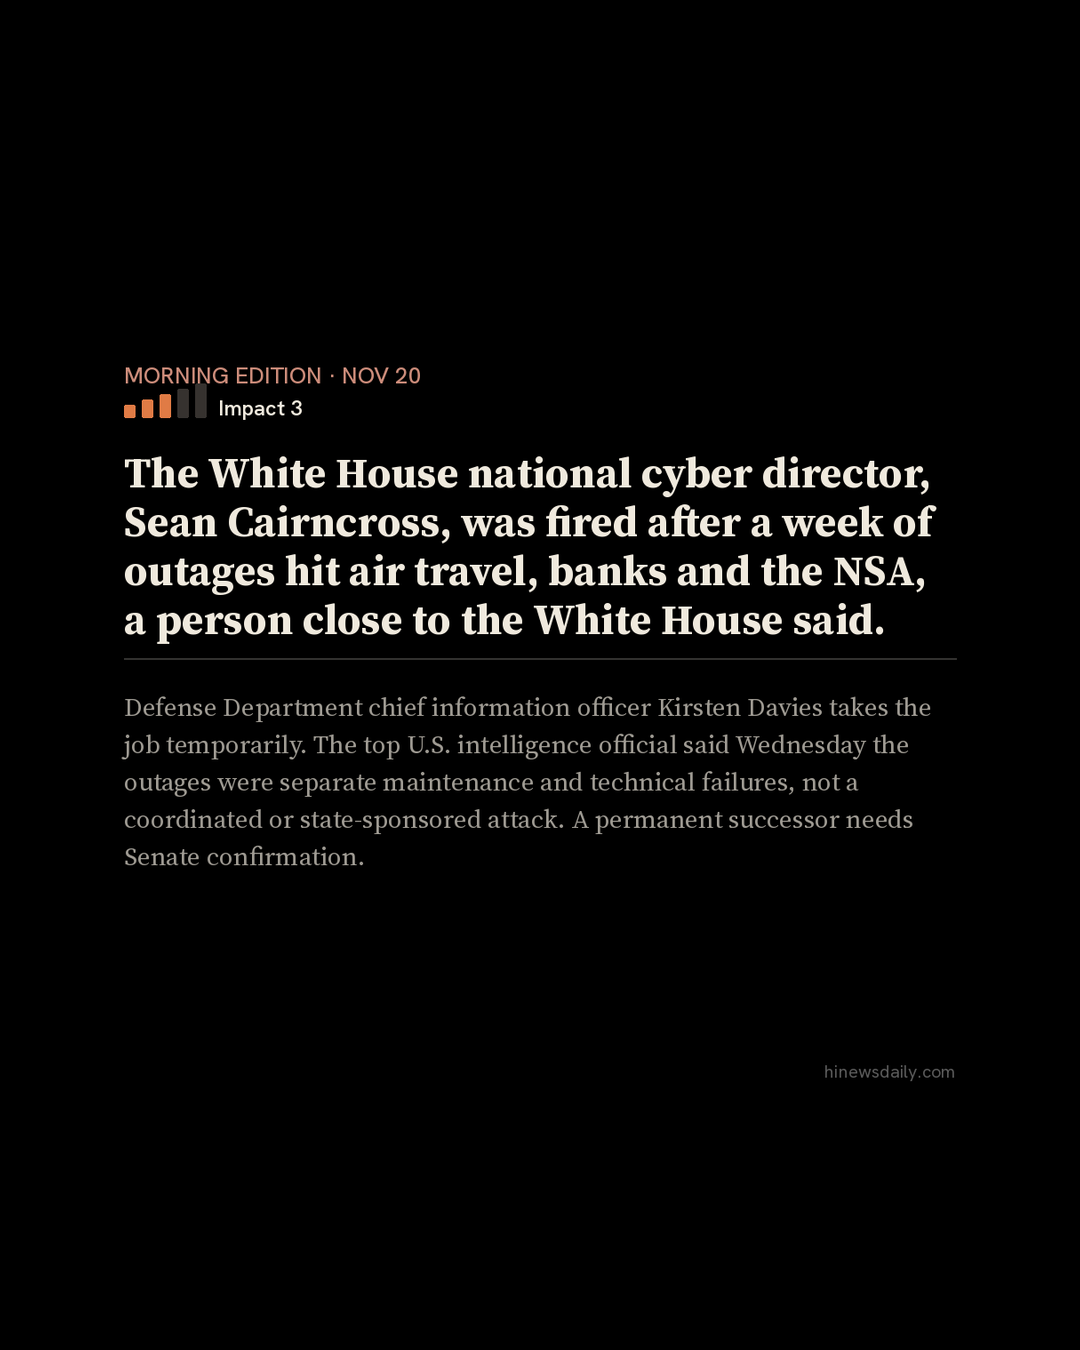 MORNING EDITION · NOV 20
Impact 3
The White House national cyber director,
Sean Cairncross, was fired after a week of
outages hit air travel, banks and the NSA,
a person close to the White House said.
Defense Department chief information officer Kirsten Davies takes the
job temporarily. The top U.S. intelligence official said Wednesday the
outages were separate maintenance and technical failures, not a
coordinated or state-sponsored attack. A permanent successor needs
Senate confirmation.
hinewsdaily.com